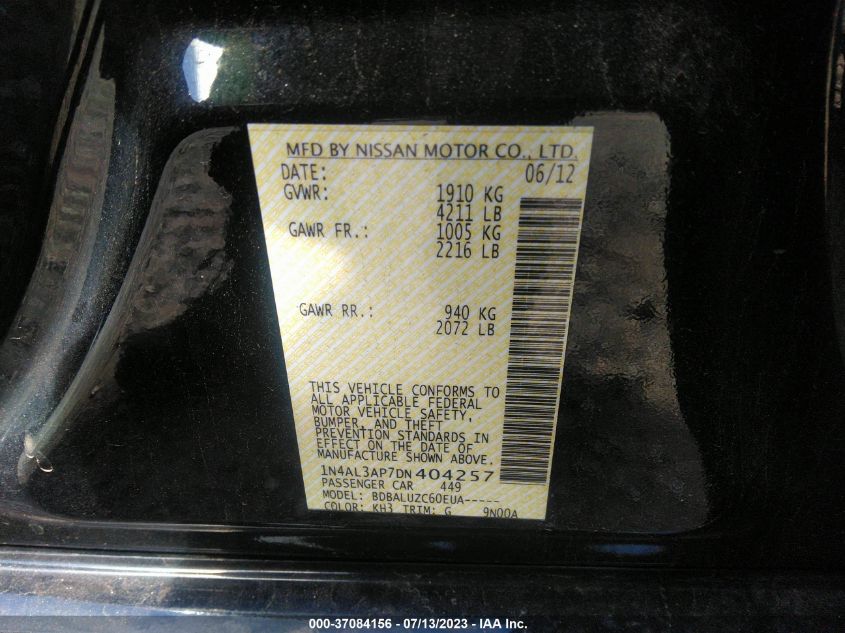 MFD BY NISSAN MOTOR CO., LTD.
DATE: 06/12
GVWR: 1910 KG
4211 LB
GAWR FR.: 1005 KG
2216 LB
GAWR RR.: 940 KG
2072 LB
THIS VEHICLE CONFORMS TO
ALL APPLICABLE FEDERAL
MOTOR VEHICLE SAFETY,
BUMPER, AND THEFT
PREVENTION STANDARDS IN
EFFECT ON THE DATE OF
MANUFACTURE SHOWN ABOVE.
1N4AL3AP7DN404257
PASSENGER CAR 449
MODEL: BDBALUZC60EUA-----
COLOR: KH3 TRIM: G 9N00A
000-37084156 - 07/13/2023 - IAA Inc.